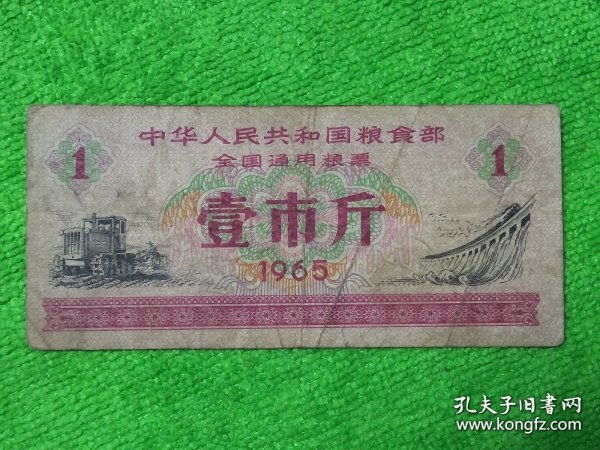 中华人民共和国粮食部
全国通用粮票
1
1
壹市斤
1965
孔夫子旧書网
www.kongfz.com